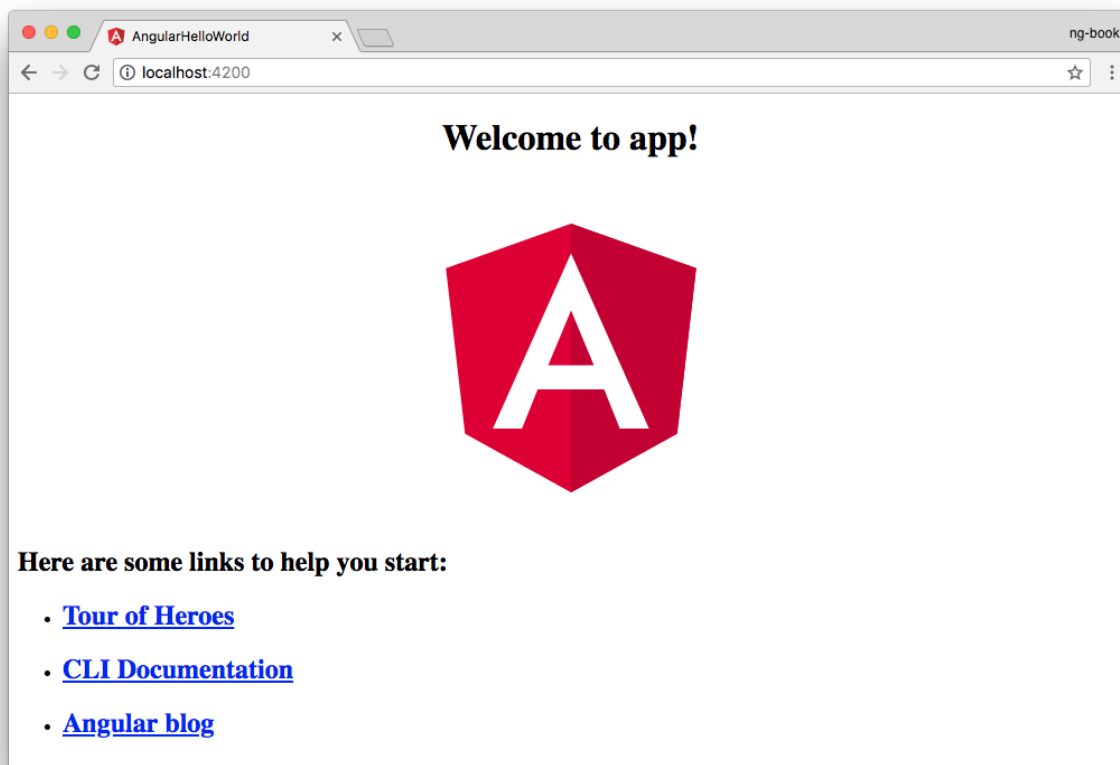 AngularHelloWorld
ng-book
localhost:4200
Welcome to app!
A
Here are some links to help you start:
Tour of Heroes
CLI Documentation
Angular blog